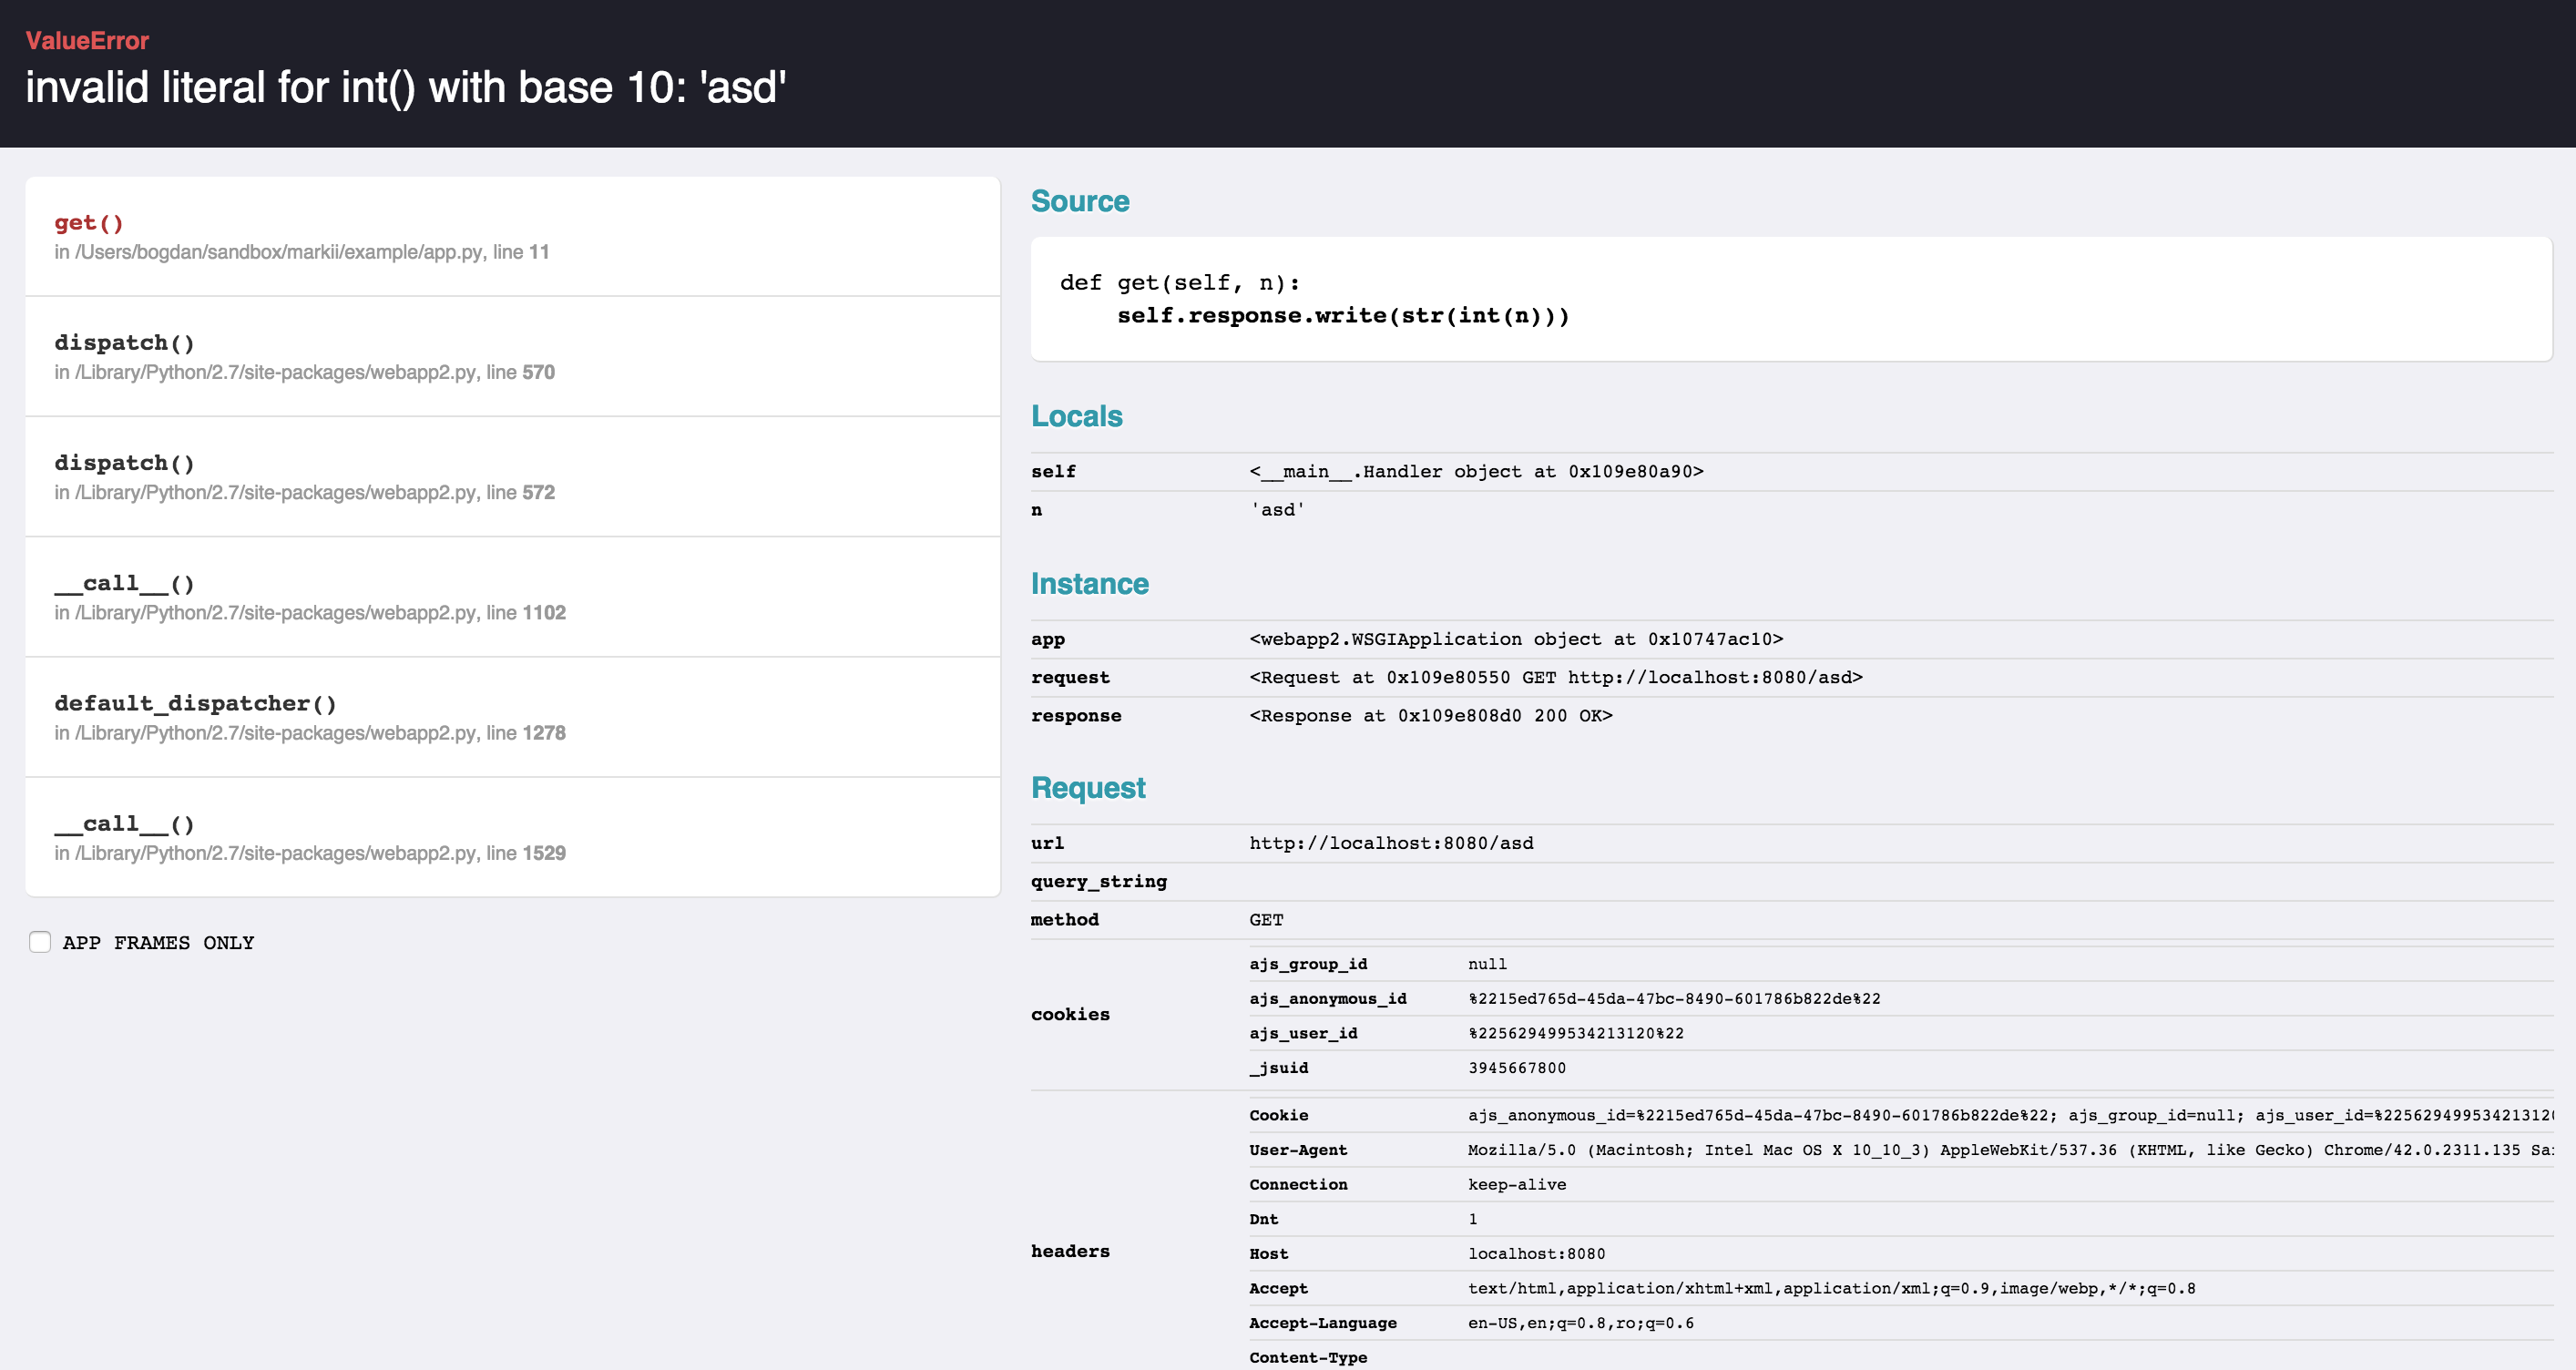 ValueError
invalid literal for int() with base 10: 'asd'
get()
in /Users/bogdan/sandbox/markii/example/app.py, line 11
dispatch()
in /Library/Python/2.7/site-packages/webapp2.py, line 570
dispatch()
in /Library/Python/2.7/site-packages/webapp2.py, line 572
__call__()
in /Library/Python/2.7/site-packages/webapp2.py, line 1102
default_dispatcher()
in /Library/Python/2.7/site-packages/webapp2.py, line 1278
__call__()
in /Library/Python/2.7/site-packages/webapp2.py, line 1529
APP FRAMES ONLY
Source
def get(self, n):
    self.response.write(str(int(n)))
Locals
self <__main__.Handler object at 0x109e80a90>
n 'asd'
Instance
app <webapp2.WSGIApplication object at 0x10747ac10>
request <Request at 0x109e80550 GET http://localhost:8080/asd>
response <Response at 0x109e808d0 200 OK>
Request
url http://localhost:8080/asd
query_string
method GET
cookies
ajs_group_id null
ajs_anonymous_id %2215ed765d-45da-47bc-8490-601786b822de%22
ajs_user_id %225629499534213120%22
_jsuid 3945667800
headers
Cookie ajs_anonymous_id=%2215ed765d-45da-47bc-8490-601786b822de%22; ajs_group_id=null; ajs_user_id=%225629499534213120
User-Agent Mozilla/5.0 (Macintosh; Intel Mac OS X 10_10_3) AppleWebKit/537.36 (KHTML, like Gecko) Chrome/42.0.2311.135
Connection keep-alive
Dnt 1
Host localhost:8080
Accept text/html,application/xhtml+xml,application/xml;q=0.9,image/webp,*/*;q=0.8
Accept-Language en-US,en;q=0.8,ro;q=0.6
Content-Type